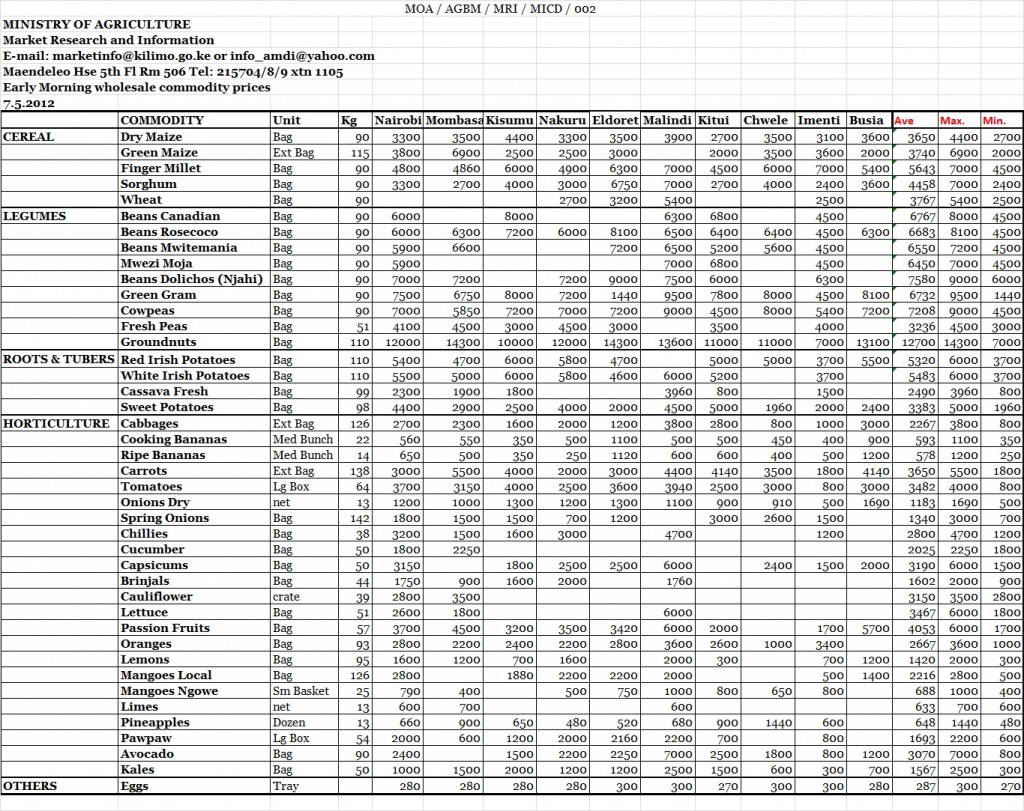 MOA / AGBM / MRI / MICD / 002
MINISTRY OF AGRICULTURE
Market Research and Information
E-mail: marketinfo@kilimo.go.ke or info_amdi@yahoo.com
Maendeleo Hse 5th Fl Rm 506 Tel: 215704/8/9 xtn 1105
Early Morning wholesale commodity prices
7.5.2012
COMMODITY Unit Kg Nairobi Mombasa Kisumu Nakuru Eldoret Malindi Kitui Chwele Imenti Busia Ave Max. Min.
CEREAL Dry Maize Bag 90 3300 3500 4400 3300 3500 3900 2700 3500 3100 3600 3650 4400 2700
Green Maize Ext Bag 115 3800 6900 2500 2500 3000 2000 3500 3600 2000 3740 6900 2000
Finger Millet Bag 90 4800 4860 6000 4900 6300 7000 4500 6000 7000 5400 5643 7000 4500
Sorghum Bag 90 3300 2700 4000 3000 6750 7000 2700 4000 2400 3600 4458 7000 2400
Wheat Bag 90 2700 3200 5400 2500 3767 5400 2500
LEGUMES Beans Canadian Bag 90 6000 8000 6300 6800 4500 6767 8000 4500
Beans Rosecoco Bag 90 6000 6300 7200 6000 8100 6500 6400 6400 4500 6300 6683 8100 4500
Beans Mwitemania Bag 90 5900 6600 7200 6500 5200 5600 4500 6550 7200 4500
Mwezi Moja Bag 90 5900 7000 6800 4500 6450 7000 4500
Beans Dolichos (Njahi) Bag 90 7000 7200 7200 9000 7500 6000 6300 7580 9000 6000
Green Gram Bag 90 7500 6750 8000 7200 1440 9500 7800 8000 4500 8100 6732 9500 1440
Cowpeas Bag 90 7000 5850 7200 7000 7200 9000 4500 8000 5400 7200 7208 9000 4500
Fresh Peas Bag 51 4100 4500 3000 4500 3000 3500 4000 3236 4500 3000
Groundnuts Bag 110 12000 14300 10000 12000 14300 13600 11000 11000 7000 13100 12700 14300 7000
ROOTS & TUBERS Red Irish Potatoes Bag 110 5400 4700 6000 5800 4700 5000 5000 3700 5500 5320 6000 3700
White Irish Potatoes Bag 110 5500 5000 6000 5800 4600 6000 5200 3700 5483 6000 3700
Cassava Fresh Bag 99 2300 1900 1800 3960 800 1500 2490 3960 800
Sweet Potatoes Bag 98 4400 2900 2500 4000 2000 4500 5000 1960 2000 2400 3383 5000 1960
HORTICULTURE Cabbages Ext Bag 126 2700 2300 1600 2000 1200 3800 2800 800 1000 3000 2267 3800 800
Cooking Bananas Med Bunch 22 560 550 350 500 1100 500 500 450 400 900 593 1100 350
Ripe Bananas Med Bunch 14 650 500 350 250 1120 600 600 400 500 1200 578 1200 250
Carrots Ext Bag 138 3000 5500 4000 2000 3000 4400 4140 3500 1800 4140 3650 5500 1800
Tomatoes Lg Box 64 3700 3150 4000 2500 3600 3940 2500 3000 800 3000 3482 4000 800
Onions Dry net 13 1200 1000 1300 1200 1300 1100 900 910 500 1690 1183 1690 500
Spring Onions Bag 142 1800 1500 1500 700 1200 3000 2600 1500 1340 3000 700
Chillies Bag 38 3200 1500 1600 3000 4700 1200 2800 4700 1200
Cucumber Bag 50 1800 2250 2025 2250 1800
Capsicums Bag 50 3150 1800 2500 2500 6000 2400 1500 2000 3190 6000 1500
Brinjals Bag 44 1750 900 1600 2000 1760 1602 2000 900
Cauliflower crate 39 2800 3500 3150 3500 2800
Lettuce Bag 51 2600 1800 6000 3467 6000 1800
Passion Fruits Bag 57 3700 4500 3200 3500 3420 6000 2000 1700 5700 4053 6000 1700
Oranges Bag 93 2800 2200 2400 2200 2800 3600 2600 1000 3400 2667 3600 1000
Lemons Bag 95 1600 1200 700 1600 2000 300 700 1200 1420 2000 300
Mangoes Local Bag 126 2800 1880 2200 2200 2000 500 1400 2216 2800 500
Mangoes Ngowe Sm Basket 25 790 400 500 750 1000 800 650 800 688 1000 400
Limes net 13 600 700 600 633 700 600
Pineapples Dozen 13 660 900 650 480 520 680 900 1440 600 648 1440 480
Pawpaw Lg Box 54 2000 600 1200 2000 2160 2200 700 800 1693 2200 600
Avocado Bag 90 2400 1500 2200 2250 7000 2500 1800 800 1200 3070 7000 800
Kales Bag 50 1000 1500 2000 1200 1200 2500 1500 600 300 700 1567 2500 300
OTHERS Eggs Tray 280 280 280 280 300 300 270 300 300 280 287 300 270